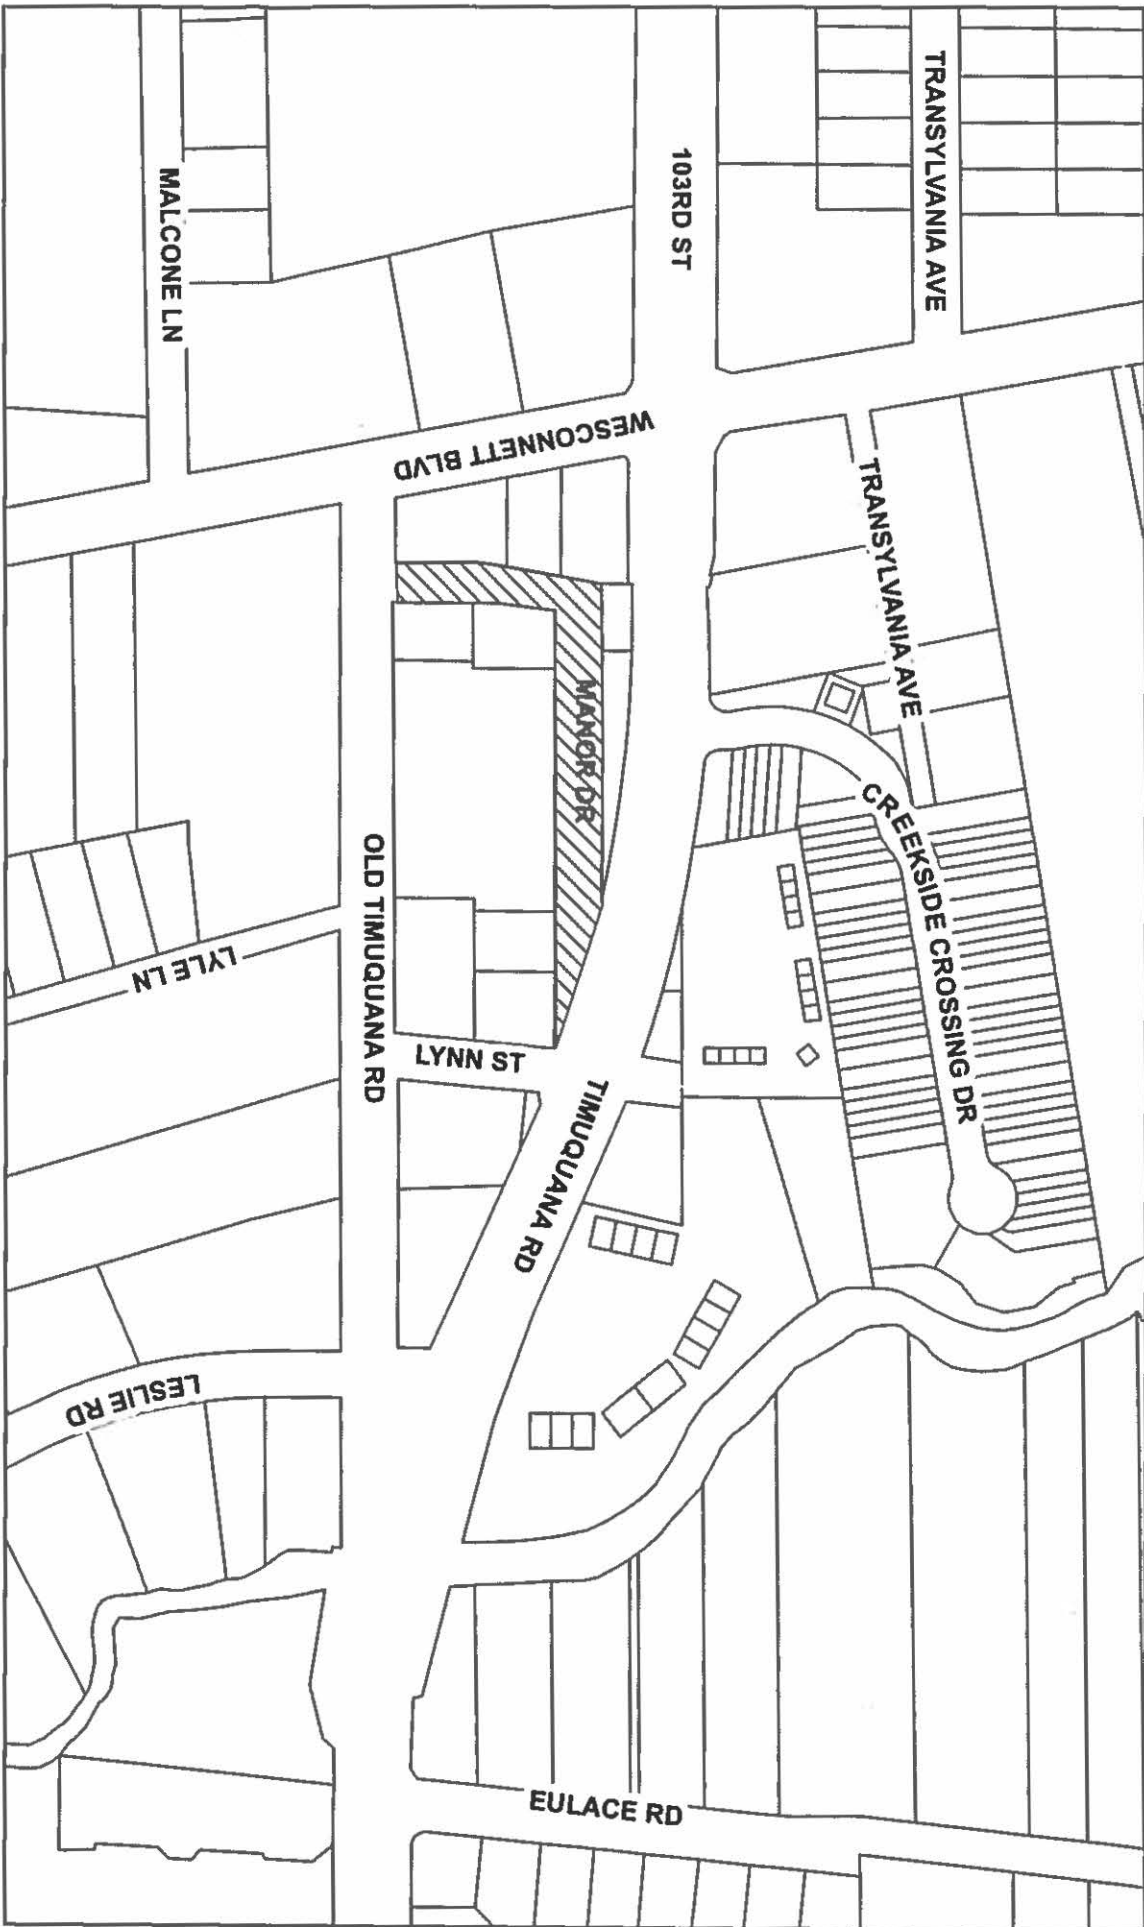 TRANSYLVANIA AVE
103RD ST
MALCONE LN
WESCONNETT BLVD
TRANSYLVANIA AVE
MANOR DR
CREEKSIDE CROSSING DR
OLD TIMUQUANA RD
LYLE LN
LYNN ST
TIMUQUANA RD
LESLIE RD
EULACE RD